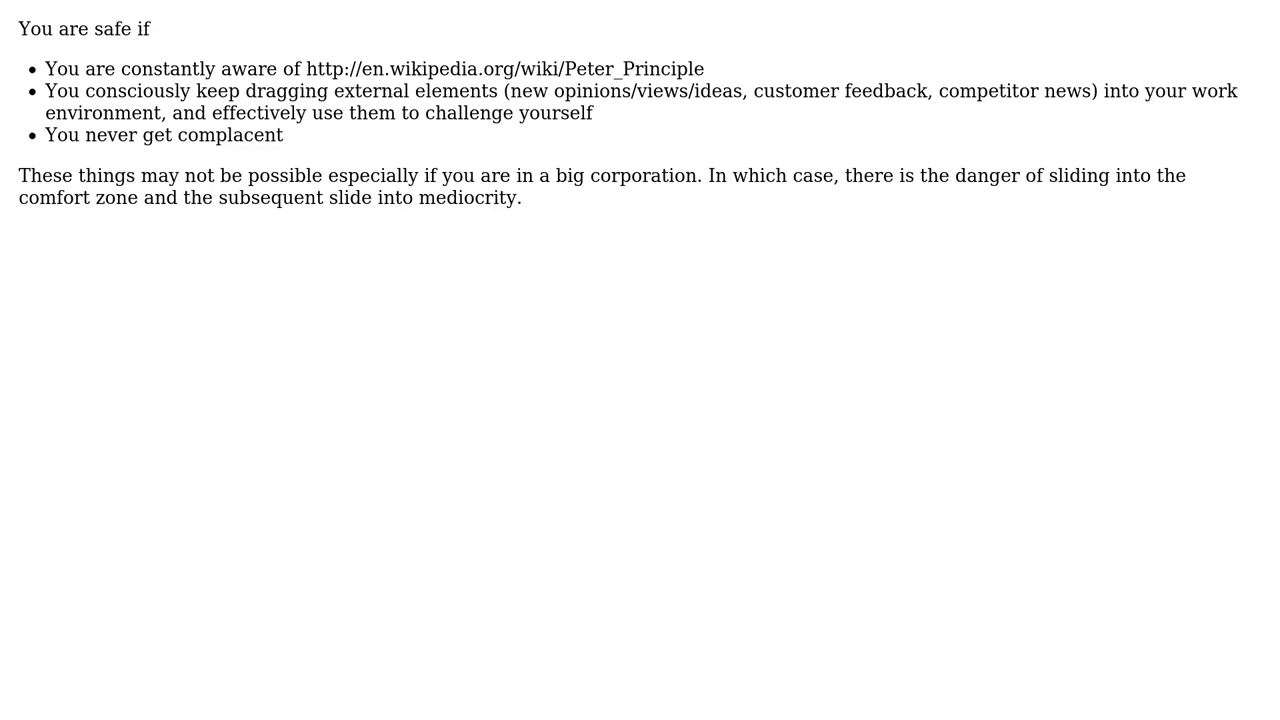 You are safe if
• You are constantly aware of http://en.wikipedia.org/wiki/Peter_Principle
• You consciously keep dragging external elements (new opinions/views/ideas, customer feedback, competitor news) into your work
environment, and effectively use them to challenge yourself
• You never get complacent
These things may not be possible especially if you are in a big corporation. In which case, there is the danger of sliding into the
comfort zone and the subsequent slide into mediocrity.